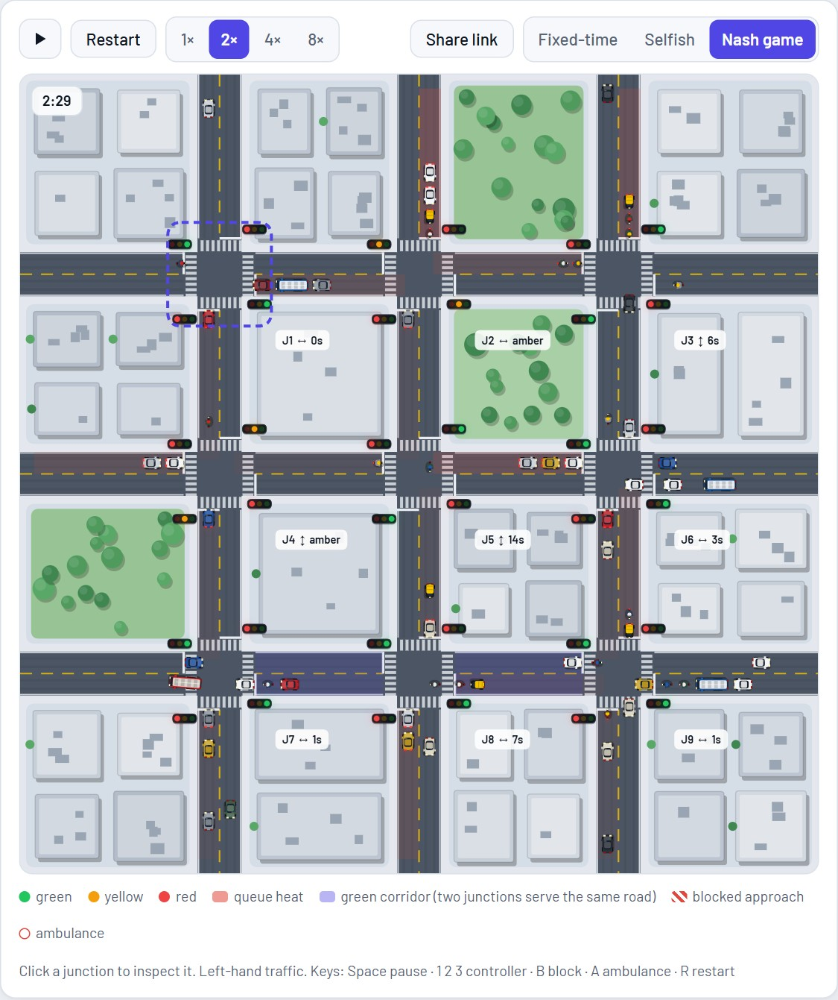 ▶ Restart 1× 2× 4× 8× Share link Fixed-time Selfish Nash game
2:29
J1 ↔ 0s
J2 ↔ amber
J3 ↕ 6s
J4 ↕ amber
J5 ↕ 14s
J6 ↔ 3s
J7 ↔ 1s
J8 ↔ 7s
J9 ↔ 1s
green yellow red queue heat green corridor (two junctions serve the same road) blocked approach
ambulance
Click a junction to inspect it. Left-hand traffic. Keys: Space pause · 1 2 3 controller · B block · A ambulance · R restart